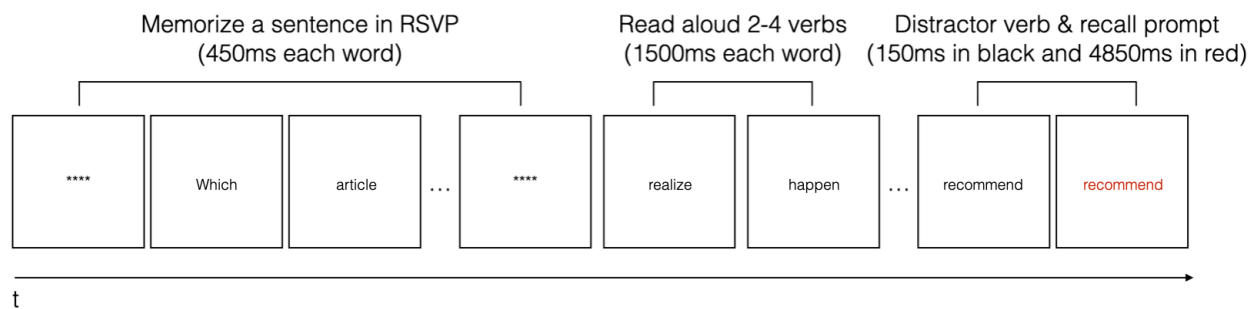 Memorize a sentence in RSVP
(450ms each word)
Read aloud 2-4 verbs
(1500ms each word)
Distractor verb & recall prompt
(150ms in black and 4850ms in red)
**** Which article ... **** realize happen ... recommend recommend
t